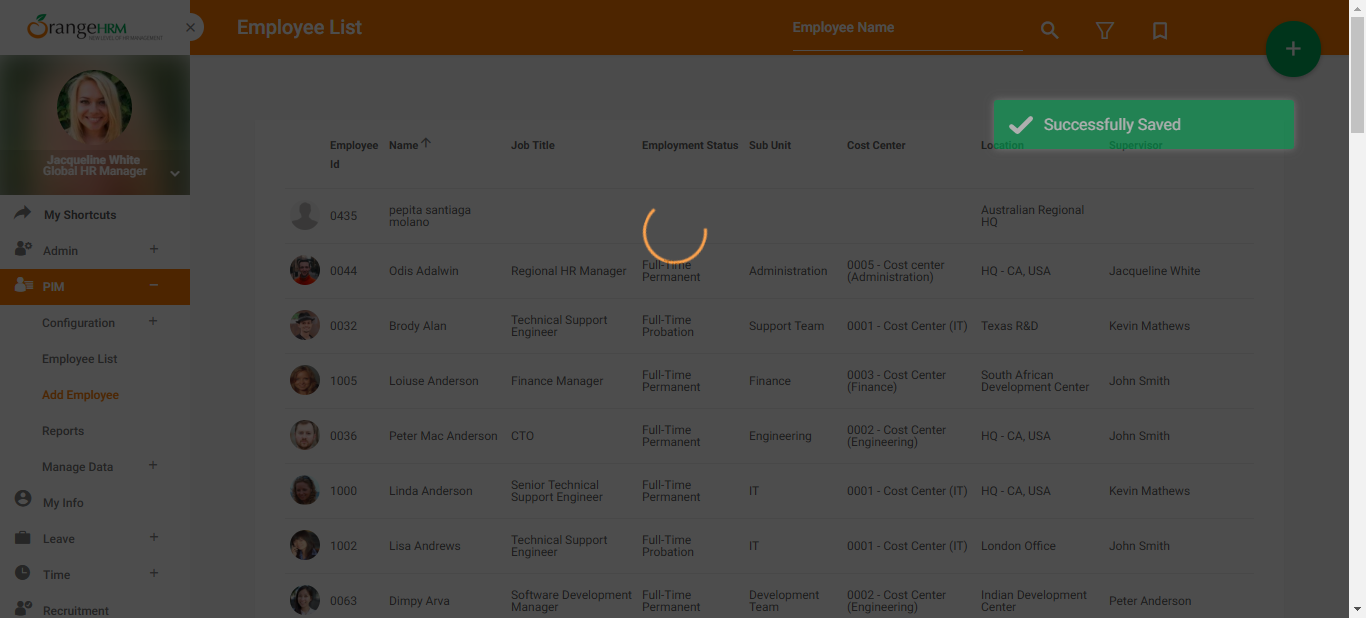 OrangeHRM
NEW LEVEL OF HR MANAGEMENT
Employee List
Employee Name
Successfully Saved
Jacqueline White
Global HR Manager
My Shortcuts
Admin
PIM
Configuration
Employee List
Add Employee
Reports
Manage Data
My Info
Leave
Time
Recruitment
Employee Id Name Job Title Employment Status Sub Unit Cost Center Location Supervisor
0435 pepita santiaga molano Australian Regional HQ
0044 Odis Adalwin Regional HR Manager Full-Time Permanent Administration 0005 - Cost center (Administration) HQ - CA, USA Jacqueline White
0032 Brody Alan Technical Support Engineer Full-Time Probation Support Team 0001 - Cost Center (IT) Texas R&D Kevin Mathews
1005 Loiuse Anderson Finance Manager Full-Time Permanent Finance 0003 - Cost Center (Finance) South African Development Center John Smith
0036 Peter Mac Anderson CTO Full-Time Permanent Engineering 0002 - Cost Center (Engineering) HQ - CA, USA John Smith
1000 Linda Anderson Senior Technical Support Engineer Full-Time Permanent IT 0001 - Cost Center (IT) HQ - CA, USA Kevin Mathews
1002 Lisa Andrews Technical Support Engineer Full-Time Probation IT 0001 - Cost Center (IT) London Office John Smith
0063 Dimpy Arva Software Development Manager Full-Time Permanent Development Team 0002 - Cost Center (Engineering) Indian Development Center Peter Anderson